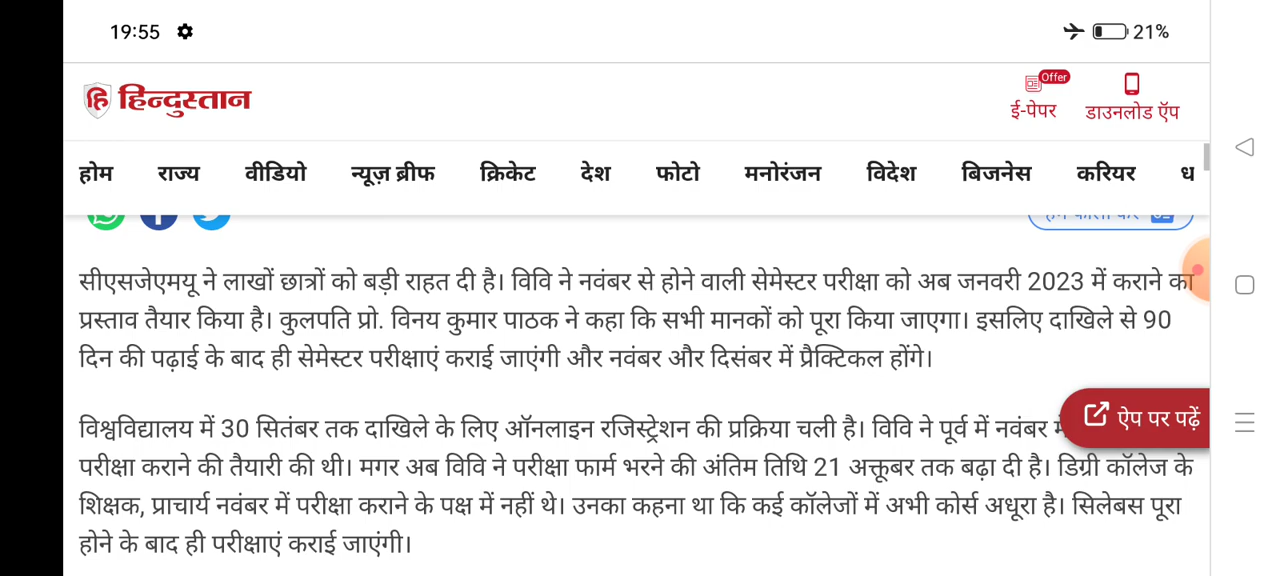 19:55
21%
हि हिन्दुस्तान
Offer
ई-पेपर
डाउनलोड ऍप
होम राज्य वीडियो न्यूज़ ब्रीफ क्रिकेट देश फोटो मनोरंजन विदेश बिजनेस करियर ध
सीएसजेएमयू ने लाखों छात्रों को बड़ी राहत दी है। विवि ने नवंबर से होने वाली सेमेस्टर परीक्षा को अब जनवरी 2023 में कराने का
प्रस्ताव तैयार किया है। कुलपति प्रो. विनय कुमार पाठक ने कहा कि सभी मानकों को पूरा किया जाएगा। इसलिए दाखिले से 90
दिन की पढ़ाई के बाद ही सेमेस्टर परीक्षाएं कराई जाएंगी और नवंबर और दिसंबर में प्रैक्टिकल होंगे।
विश्वविद्यालय में 30 सितंबर तक दाखिले के लिए ऑनलाइन रजिस्ट्रेशन की प्रक्रिया चली है। विवि ने पूर्व में नवंबर में
ऐप पर पढ़ें
परीक्षा कराने की तैयारी की थी। मगर अब विवि ने परीक्षा फार्म भरने की अंतिम तिथि 21 अक्तूबर तक बढ़ा दी है। डिग्री कॉलेज के
शिक्षक, प्राचार्य नवंबर में परीक्षा कराने के पक्ष में नहीं थे। उनका कहना था कि कई कॉलेजों में अभी कोर्स अधूरा है। सिलेबस पूरा
होने के बाद ही परीक्षाएं कराई जाएंगी।